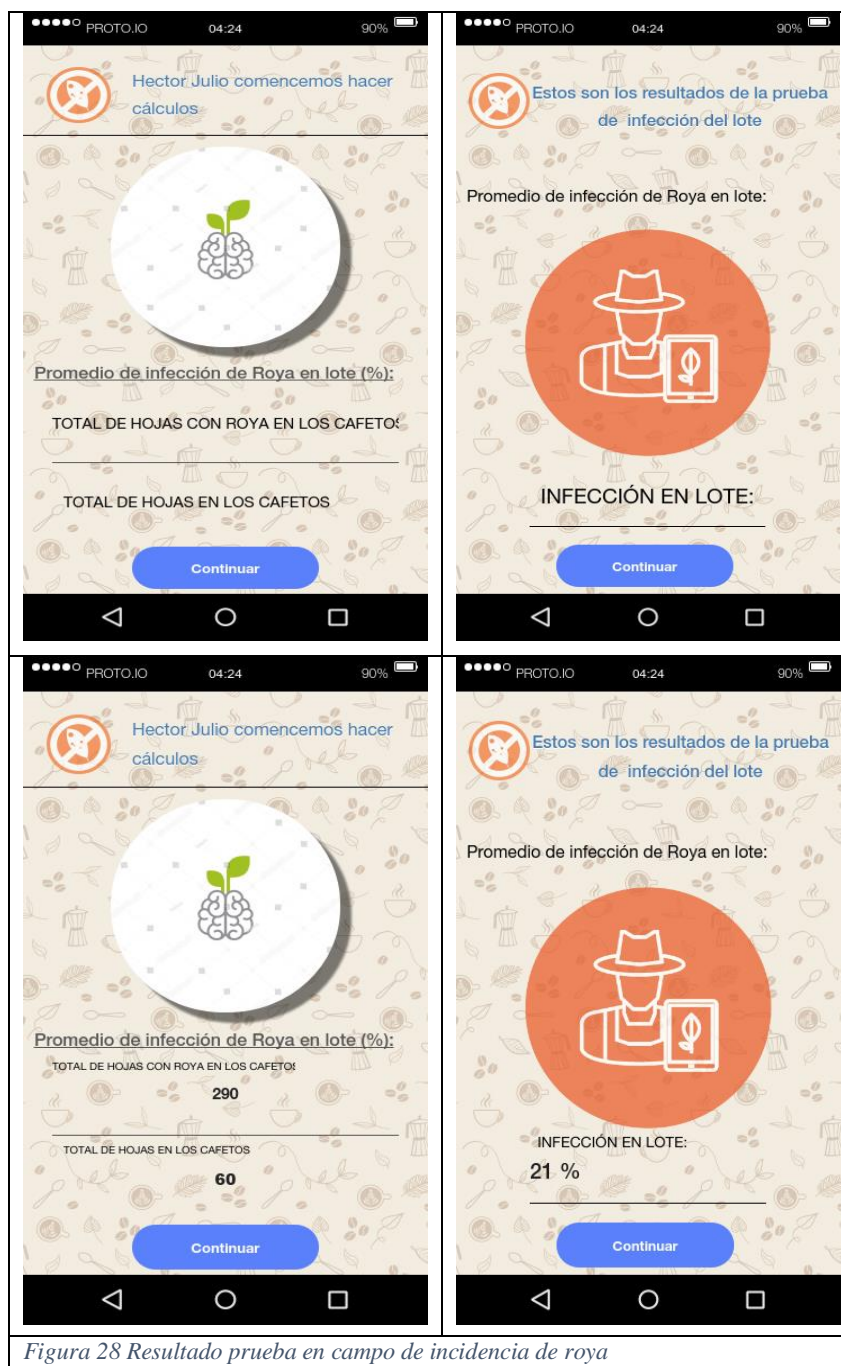 PROTO.IO 04:24 90%
Hector Julio comencemos hacer
cálculos
Promedio de infección de Roya en lote (%):
TOTAL DE HOJAS CON ROYA EN LOS CAFETOS
TOTAL DE HOJAS EN LOS CAFETOS
Continuar
PROTO.IO 04:24 90%
Estos son los resultados de la prueba
de infección del lote
Promedio de infección de Roya en lote:
INFECCIÓN EN LOTE:
Continuar
PROTO.IO 04:24 90%
Hector Julio comencemos hacer
cálculos
Promedio de infección de Roya en lote (%):
TOTAL DE HOJAS CON ROYA EN LOS CAFETOS
290
TOTAL DE HOJAS EN LOS CAFETOS
60
Continuar
PROTO.IO 04:24 90%
Estos son los resultados de la prueba
de infección del lote
Promedio de infección de Roya en lote:
INFECCIÓN EN LOTE:
21 %
Continuar
Figura 28 Resultado prueba en campo de incidencia de roya